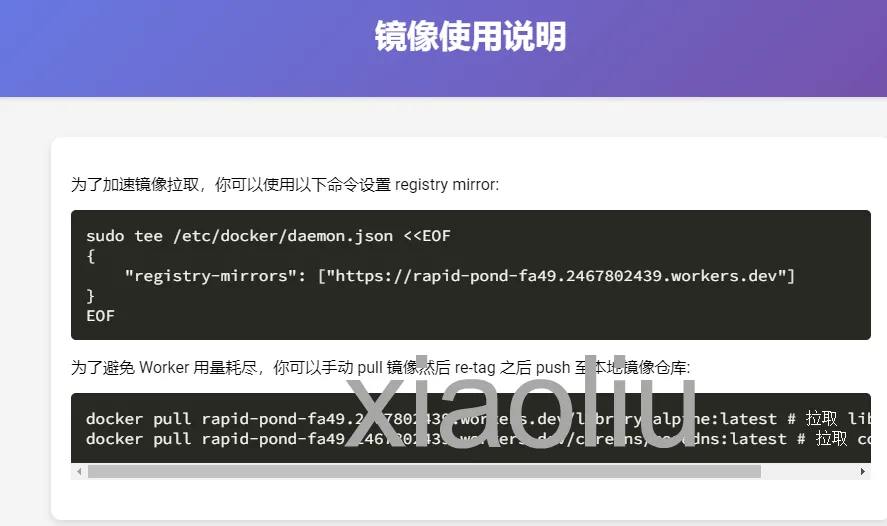 镜像使用说明
为了加速镜像拉取，你可以使用以下命令设置 registry mirror:
sudo tee /etc/docker/daemon.json <<EOF
{
    "registry-mirrors": ["https://rapid-pond-fa49.2467802439.workers.dev"]
}
EOF
为了避免 Worker 用量耗尽，你可以手动 pull 镜像然后 re-tag 之后 push 至本地镜像仓库:
docker pull rapid-pond-fa49.2467802439.workers.dev/library/alpine:latest # 拉取 lib
docker pull rapid-pond-fa49.2467802439.workers.dev/coredns/coredns:latest # 拉取 co
xiaoliu